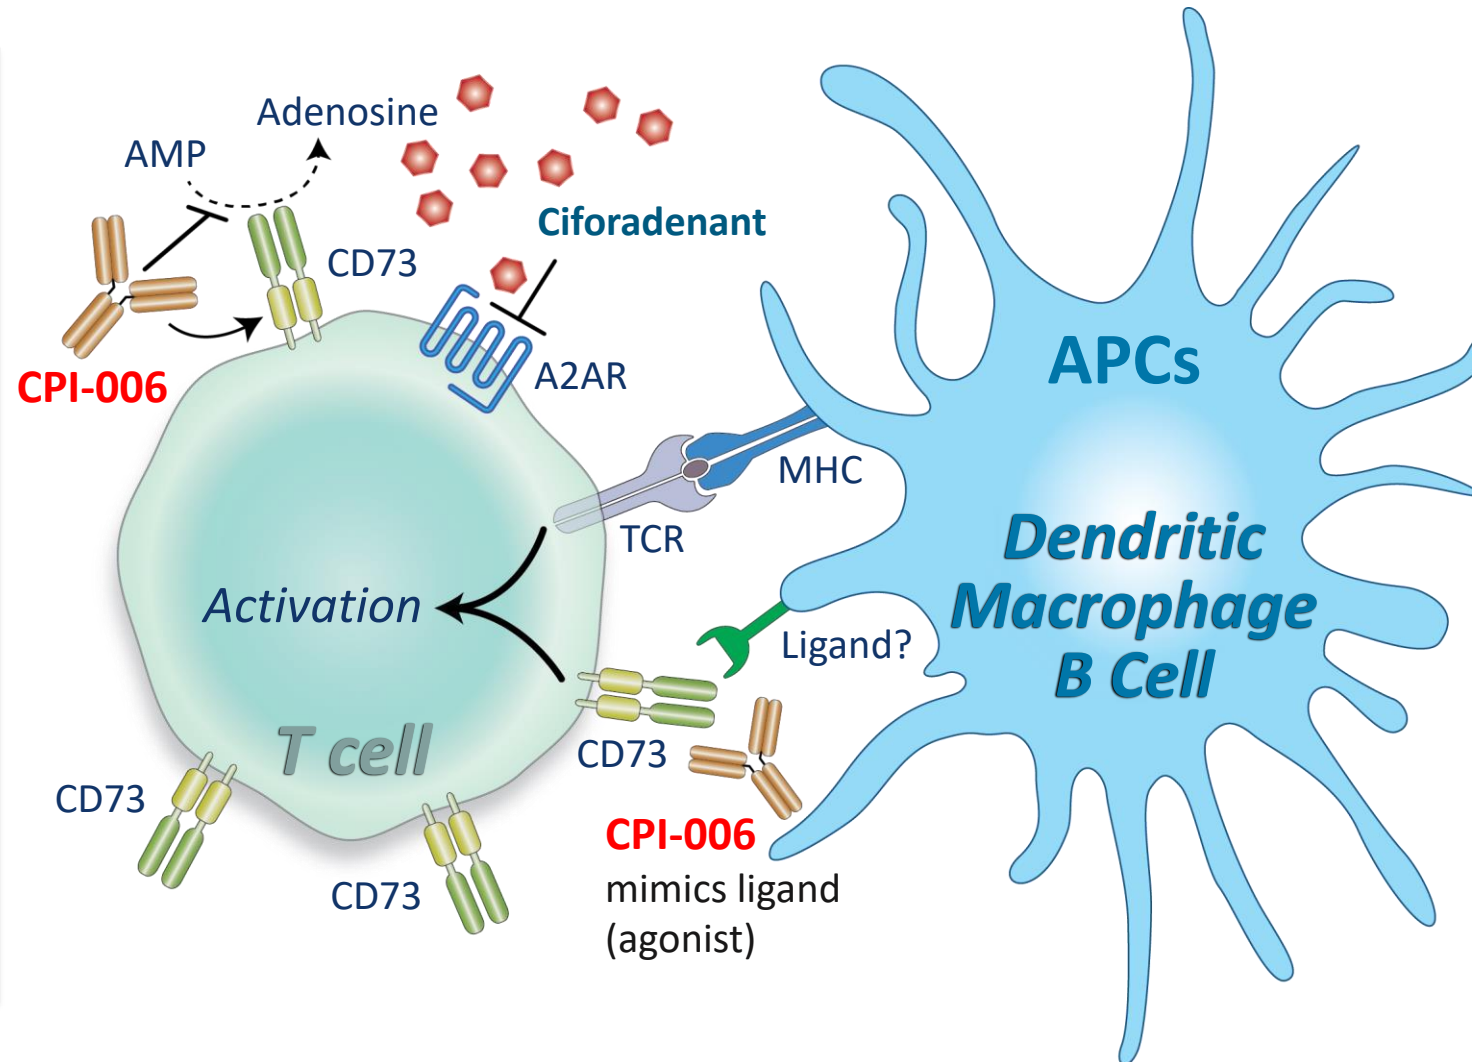 Adenosine
AMP
Ciforadenant
CD73
CPI-006
A2AR
APCs
MHC
TCR
Dendritic
Macrophage
B Cell
Activation
Ligand?
T cell
CD73
CD73
CD73
CPI-006
mimics ligand
(agonist)